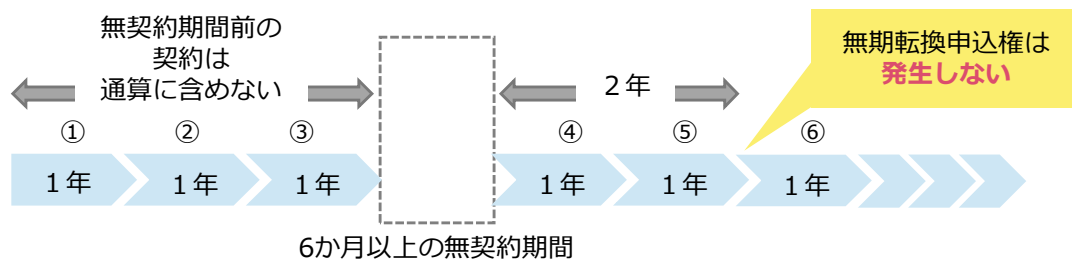 無契約期間前の
契約は
通算に含めない
2年
無期転換申込権は
発生しない
① ② ③ ④ ⑤ ⑥
1年 1年 1年 1年 1年 1年
6か月以上の無契約期間